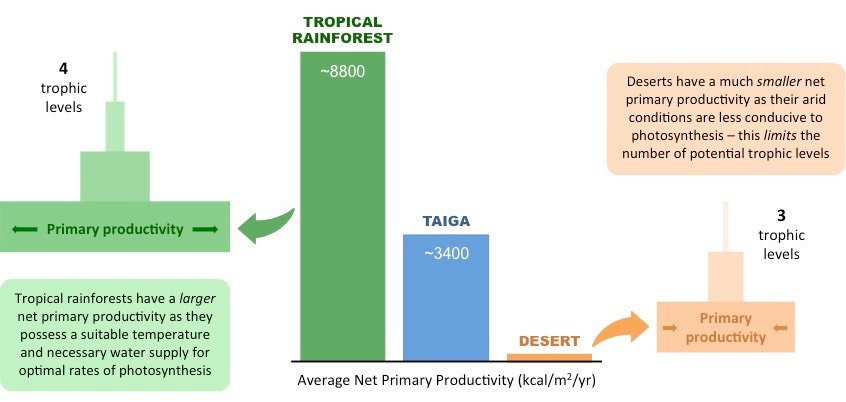 TROPICAL
RAINFOREST
~8800
4
trophic
levels
Primary productivity
Tropical rainforests have a larger
net primary productivity as they
possess a suitable temperature
and necessary water supply for
optimal rates of photosynthesis
TAIGA
~3400
DESERT
Average Net Primary Productivity (kcal/m²/yr)
Deserts have a much smaller net
primary productivity as their arid
conditions are less conducive to
photosynthesis – this limits the
number of potential trophic levels
3
trophic
levels
Primary
productivity